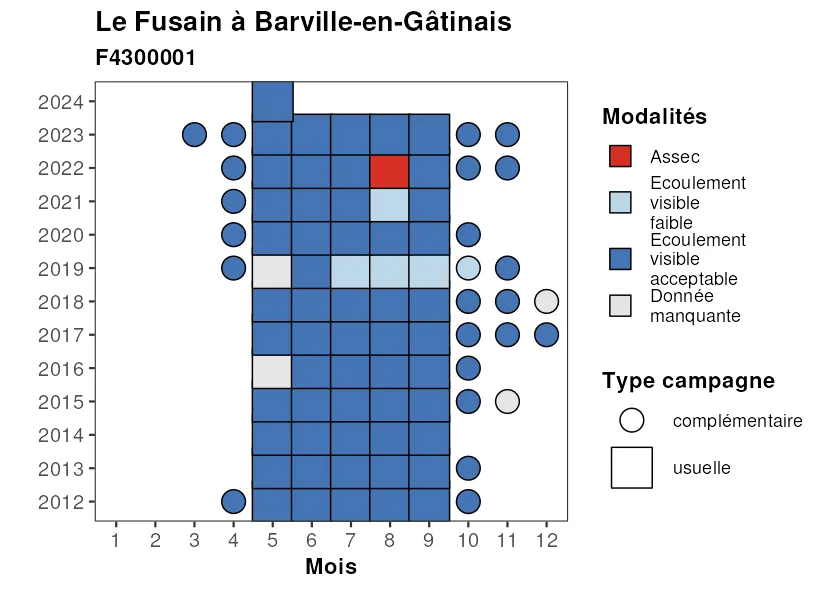 Le Fusain à Barville-en-Gâtinais
F4300001
2024
2023
2022
2021
2020
2019
2018
2017
2016
2015
2014
2013
2012
1 2 3 4 5 6 7 8 9 10 11 12
Mois
Modalités
Assec
Ecoulement
visible
faible
Ecoulement
visible
acceptable
Donnée
manquante
Type campagne
complémentaire
usuelle